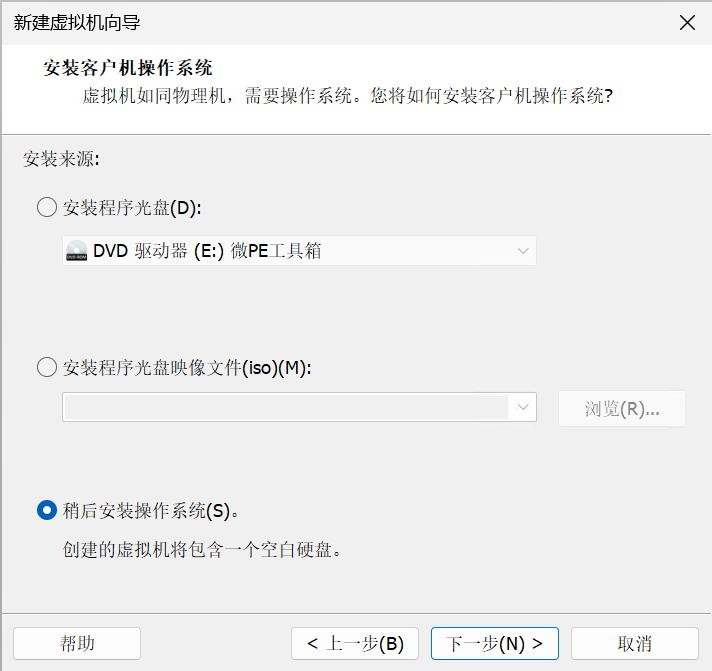 新建虚拟机向导
安装客户机操作系统
虚拟机如同物理机，需要操作系统。您将如何安装客户机操作系统?
安装来源:
安装程序光盘(D):
DVD 驱动器 (E:) 微PE工具箱
安装程序光盘映像文件(iso)(M):
浏览(R)...
稍后安装操作系统(S)。
创建的虚拟机将包含一个空白硬盘。
帮助
< 上一步(B)
下一步(N) >
取消